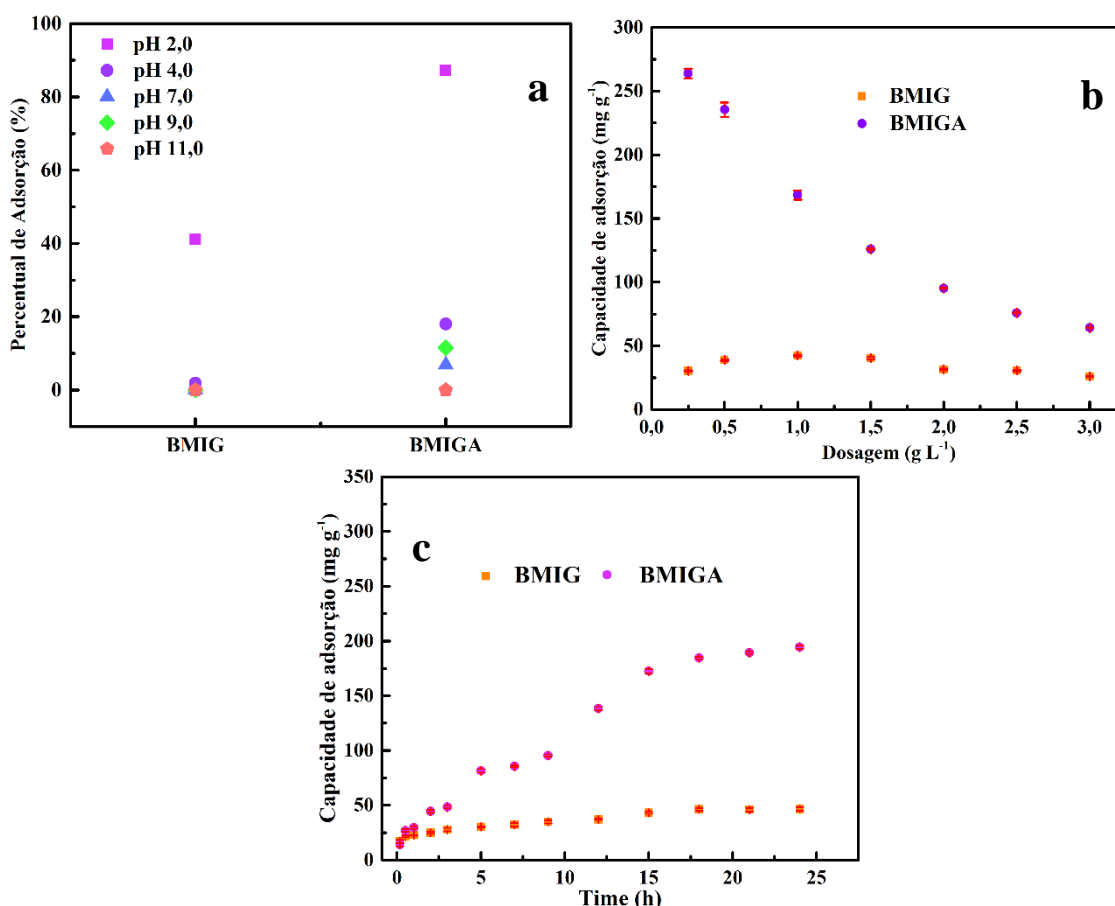 100
80
60
40
20
0
Percentual de Adsorção (%)
pH 2,0
pH 4,0
pH 7,0
pH 9,0
pH 11,0
a
BMIG
BMIGA
300
250
200
150
100
50
0
Capacidade de adsorção (mg g⁻¹)
BMIG
BMIGA
b
0,0
0,5
1,0
1,5
2,0
2,5
3,0
Dosagem (g L⁻¹)
350
300
250
200
150
100
50
0
Capacidade de adsorção (mg g⁻¹)
c
BMIG
BMIGA
0
5
10
15
20
25
Time (h)